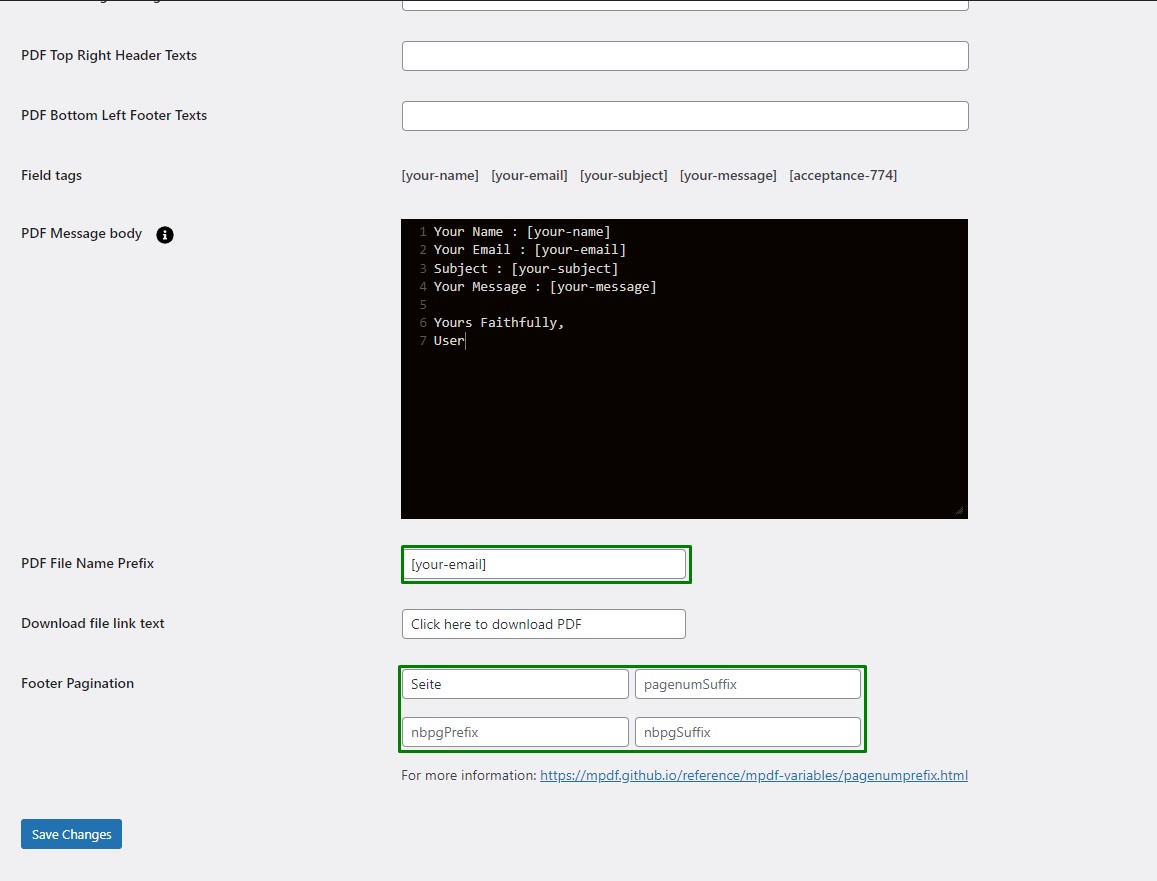 PDF Top Right Header Texts
PDF Bottom Left Footer Texts
Field tags [your-name] [your-email] [your-subject] [your-message] [acceptance-774]
PDF Message body
1 Your Name : [your-name]
2 Your Email : [your-email]
3 Subject : [your-subject]
4 Your Message : [your-message]
5
6 Yours Faithfully,
7 User
PDF File Name Prefix [your-email]
Download file link text Click here to download PDF
Footer Pagination Seite pagenumSuffix
nbpgPrefix nbpgSuffix
For more information: https://mpdf.github.io/reference/mpdf-variables/pagenumprefix.html
Save Changes